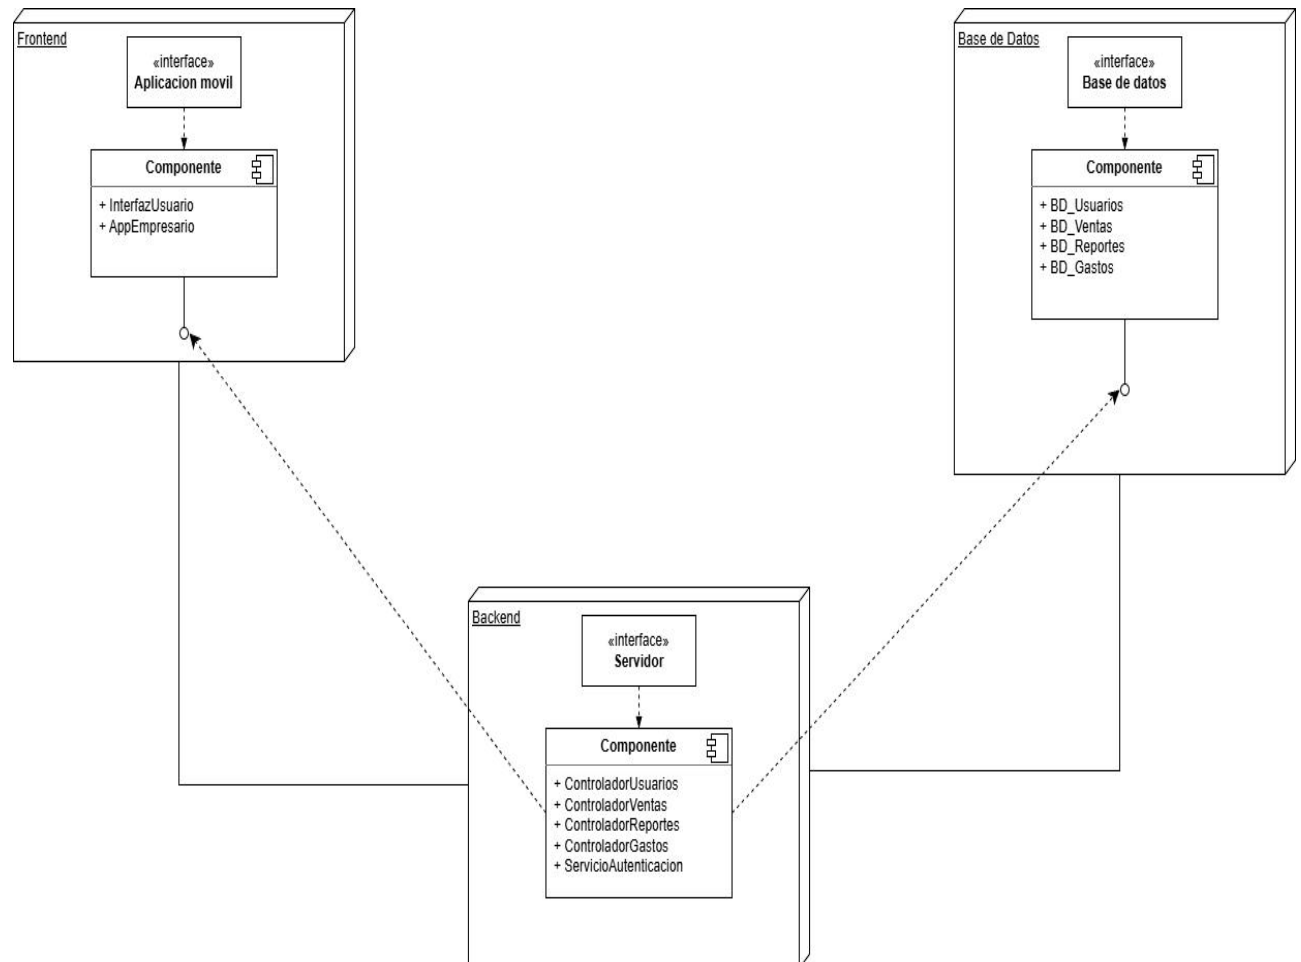 Frontend
«interface»
Aplicacion movil
Componente
+ InterfazUsuario
+ AppEmpresario
Base de Datos
«interface»
Base de datos
Componente
+ BD_Usuarios
+ BD_Ventas
+ BD_Reportes
+ BD_Gastos
Backend
«interface»
Servidor
Componente
+ ControladorUsuarios
+ ControladorVentas
+ ControladorReportes
+ ControladorGastos
+ ServicioAutenticacion